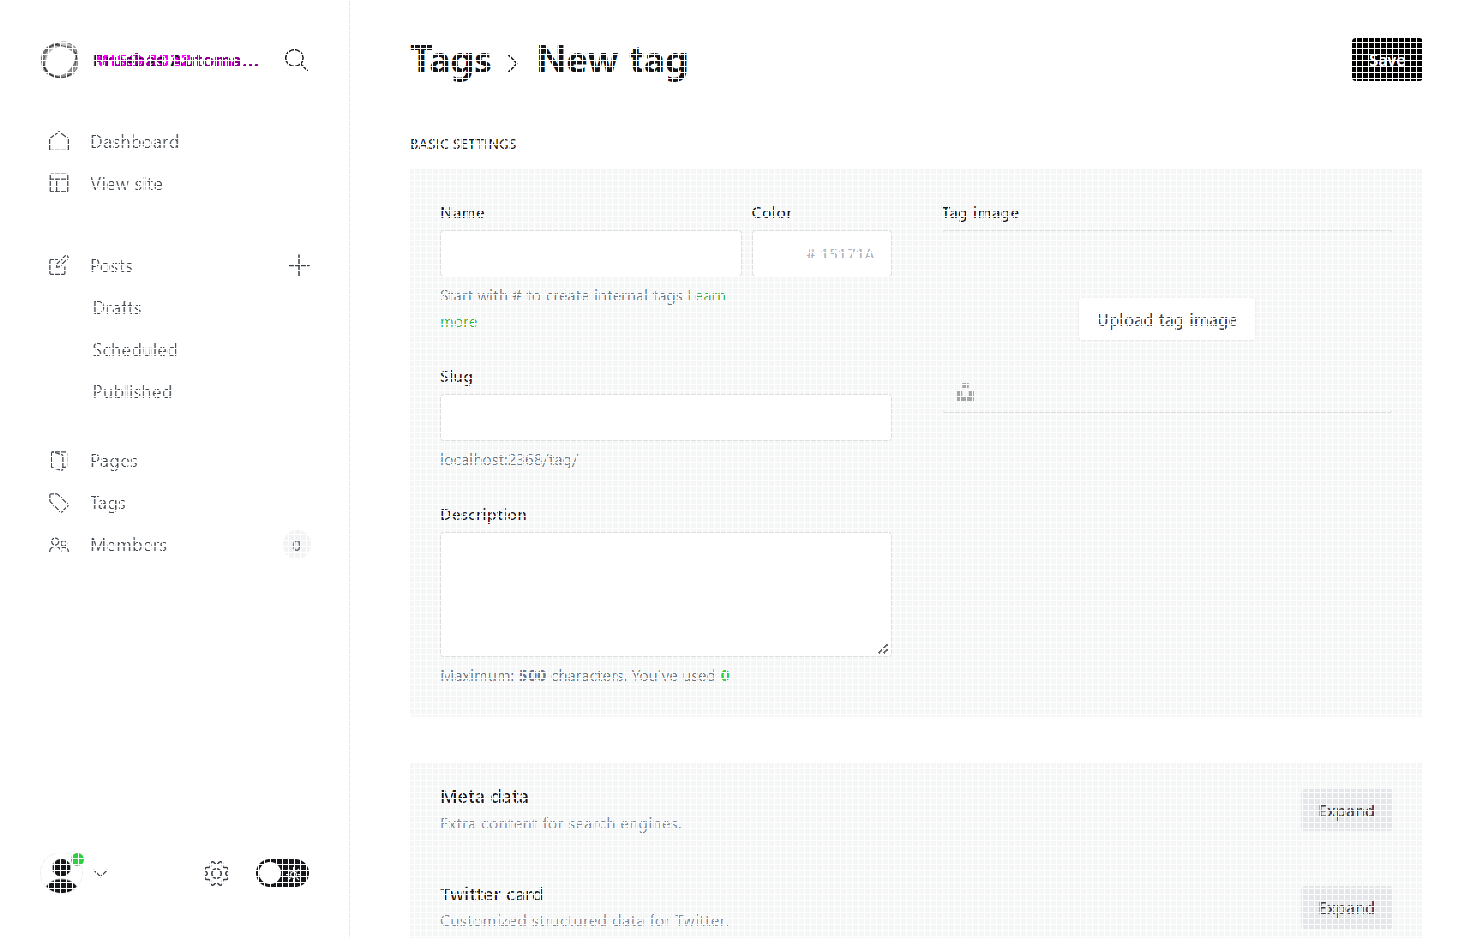 Tags › New tag
Save
Dashboard
View site
Posts
Drafts
Scheduled
Published
Pages
Tags
Members
0
BASIC SETTINGS
Name
Color
# 15171A
Start with # to create internal tags Learn
more
Slug
localhost:2368/tag/
Description
Maximum: 500 characters. You've used 0
Tag image
Upload tag image
Meta data
Extra content for search engines.
Expand
Twitter card
Customized structured data for Twitter.
Expand